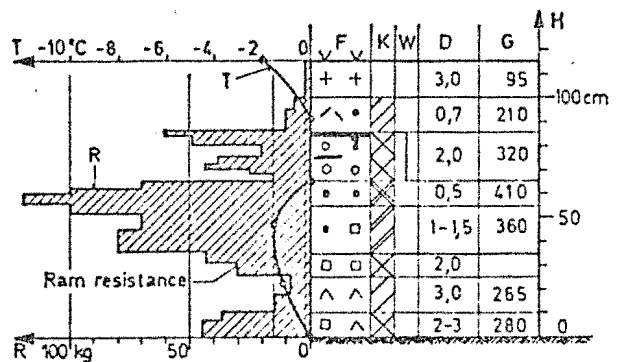 T -10 °C -8 -6 -4 -2 0 F K W D G H
T + + 3,0 95
100 cm
0,7 210
R 2,0 320
0,5 410
1-1,5 360 50
Ram resistance 2,0
3,0 265
2-3 280 0
R 100 kg 50 0